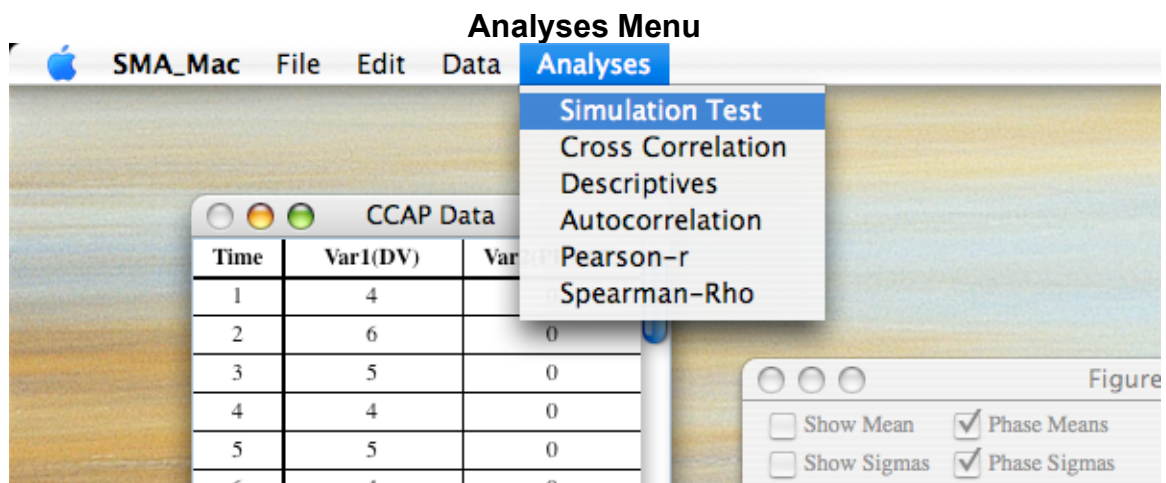 Analyses Menu
SMA_Mac File Edit Data Analyses
Simulation Test
Cross Correlation
Descriptives
Autocorrelation
Pearson-r
Spearman-Rho
CCAP Data
Time Var1(DV) Var
1 4
2 6 0
3 5 0
4 4 0
5 5 0
Figure
Show Mean Phase Means
Show Sigmas Phase Sigmas